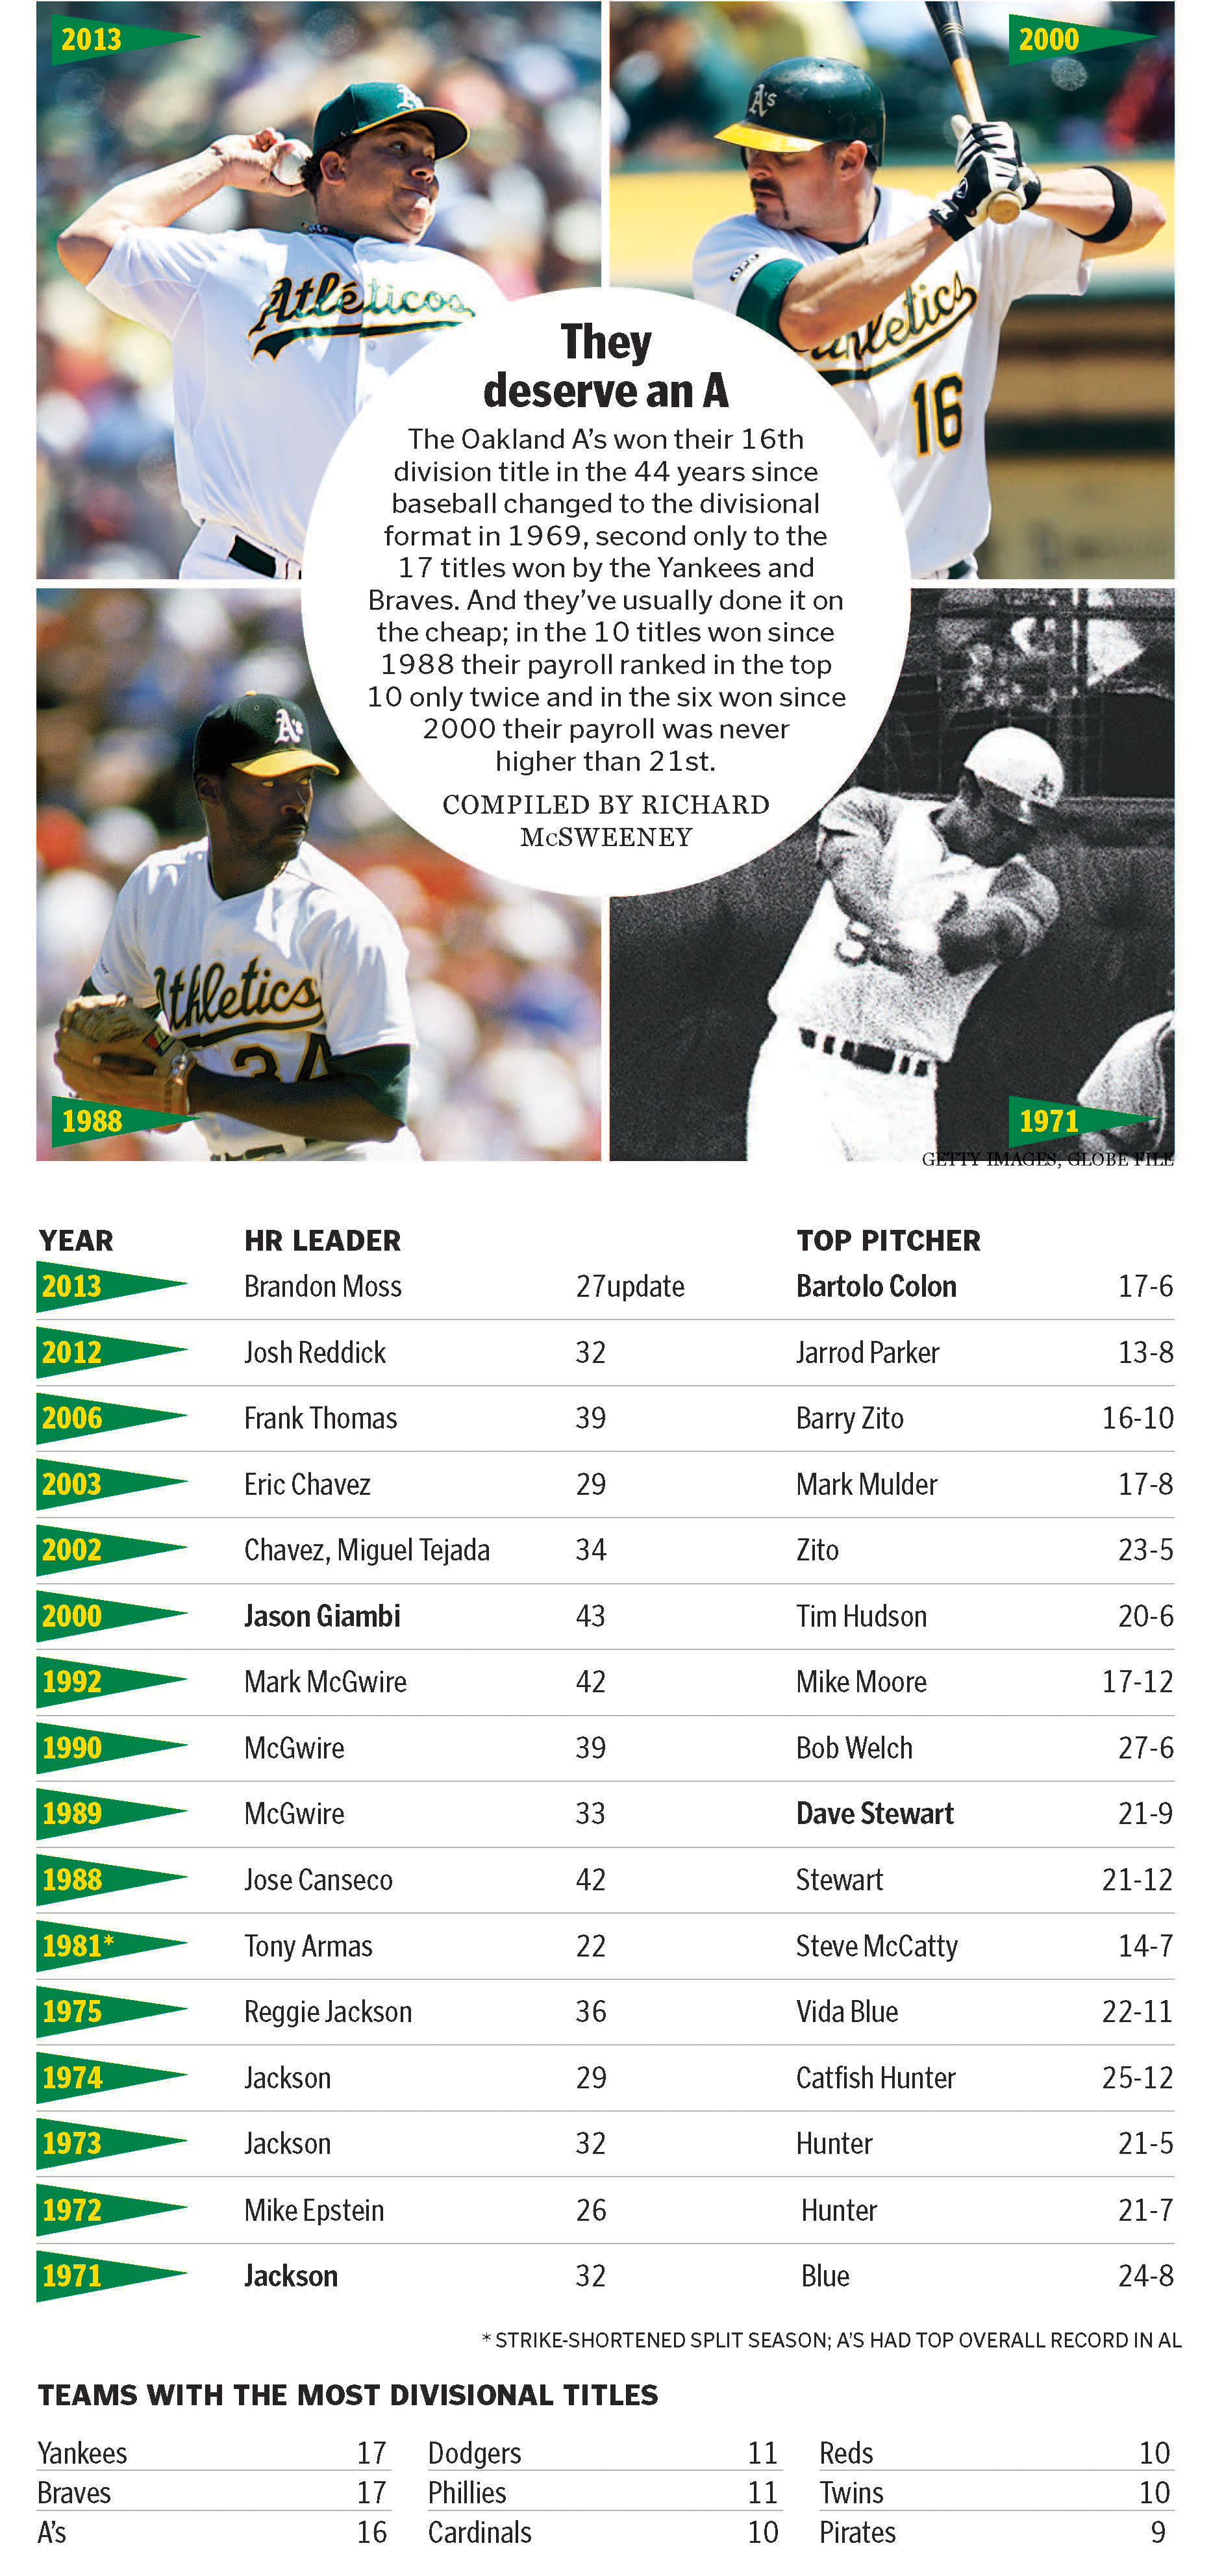 2013
2000
A's
A's
Atléticos
Athletics
16
They
deserve an A
The Oakland A's won their 16th
division title in the 44 years since
baseball changed to the divisional
format in 1969, second only to the
17 titles won by the Yankees and
Braves. And they've usually done it on
the cheap; in the 10 titles won since
1988 their payroll ranked in the top
10 only twice and in the six won since
2000 their payroll was never
higher than 21st.
COMPILED BY RICHARD
McSWEENEY
A's
Athletics
34
1988
1971
GETTY IMAGES, GLOBE FILE
YEAR HR LEADER TOP PITCHER
2013 Brandon Moss 27update Bartolo Colon 17-6
2012 Josh Reddick 32 Jarrod Parker 13-8
2006 Frank Thomas 39 Barry Zito 16-10
2003 Eric Chavez 29 Mark Mulder 17-8
2002 Chavez, Miguel Tejada 34 Zito 23-5
2000 Jason Giambi 43 Tim Hudson 20-6
1992 Mark McGwire 42 Mike Moore 17-12
1990 McGwire 39 Bob Welch 27-6
1989 McGwire 33 Dave Stewart 21-9
1988 Jose Canseco 42 Stewart 21-12
1981* Tony Armas 22 Steve McCatty 14-7
1975 Reggie Jackson 36 Vida Blue 22-11
1974 Jackson 29 Catfish Hunter 25-12
1973 Jackson 32 Hunter 21-5
1972 Mike Epstein 26 Hunter 21-7
1971 Jackson 32 Blue 24-8
* STRIKE-SHORTENED SPLIT SEASON; A'S HAD TOP OVERALL RECORD IN AL
TEAMS WITH THE MOST DIVISIONAL TITLES
Yankees 17 Dodgers 11 Reds 10
Braves 17 Phillies 11 Twins 10
A's 16 Cardinals 10 Pirates 9